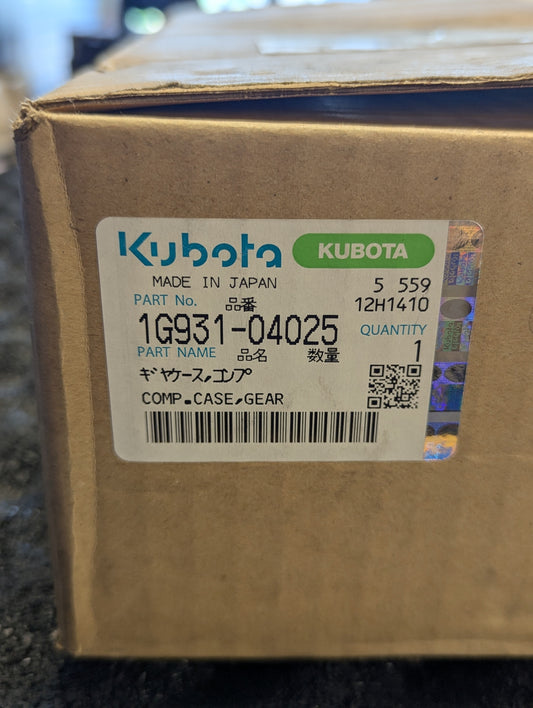 Kubota KUBOTA
MADE IN JAPAN 5 559
PART No. 品番 12H1410
1G931-04025 QUANTITY
PART NAME 品名 数量 1
ギヤケース,コンプ
COMP.CASE,GEAR